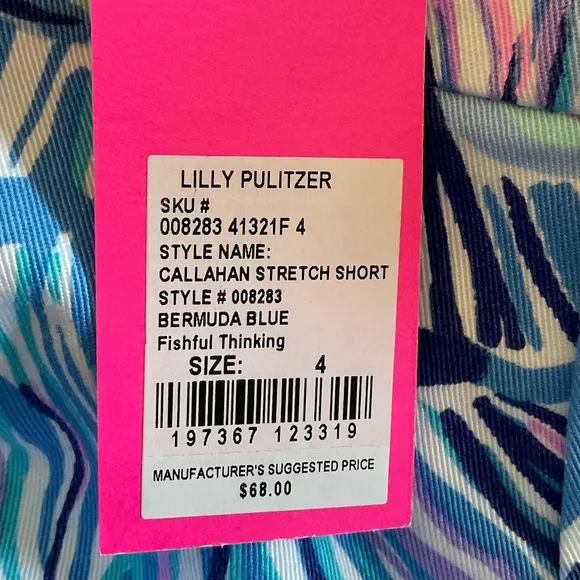 LILLY PULITZER
SKU #
008283 41321F 4
STYLE NAME:
CALLAHAN STRETCH SHORT
STYLE # 008283
BERMUDA BLUE
Fishful Thinking
SIZE: 4
197367 123319
MANUFACTURER'S SUGGESTED PRICE
$68.00